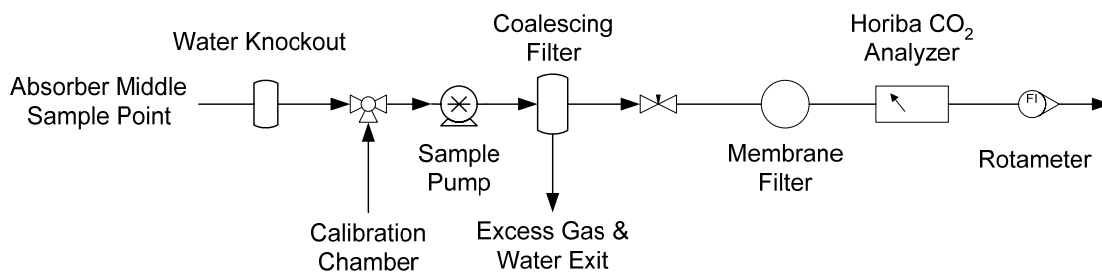 Water Knockout
Absorber Middle
Sample Point
Calibration
Chamber
Sample
Pump
Coalescing
Filter
Excess Gas &
Water Exit
Membrane
Filter
Horiba CO₂
Analyzer
FI
Rotameter